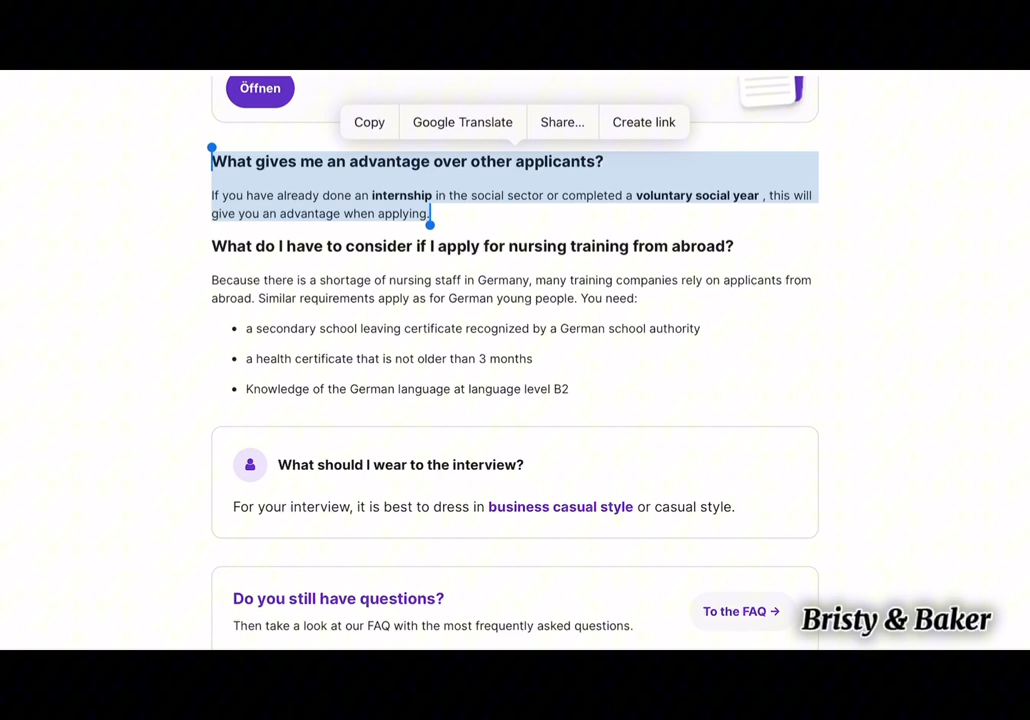 Öffnen
Copy Google Translate Share... Create link
What gives me an advantage over other applicants?
If you have already done an internship in the social sector or completed a voluntary social year , this will
give you an advantage when applying.
What do I have to consider if I apply for nursing training from abroad?
Because there is a shortage of nursing staff in Germany, many training companies rely on applicants from
abroad. Similar requirements apply as for German young people. You need:
• a secondary school leaving certificate recognized by a German school authority
• a health certificate that is not older than 3 months
• Knowledge of the German language at language level B2
What should I wear to the interview?
For your interview, it is best to dress in business casual style or casual style.
Do you still have questions?
To the FAQ →
Then take a look at our FAQ with the most frequently asked questions.
Bristy & Baker